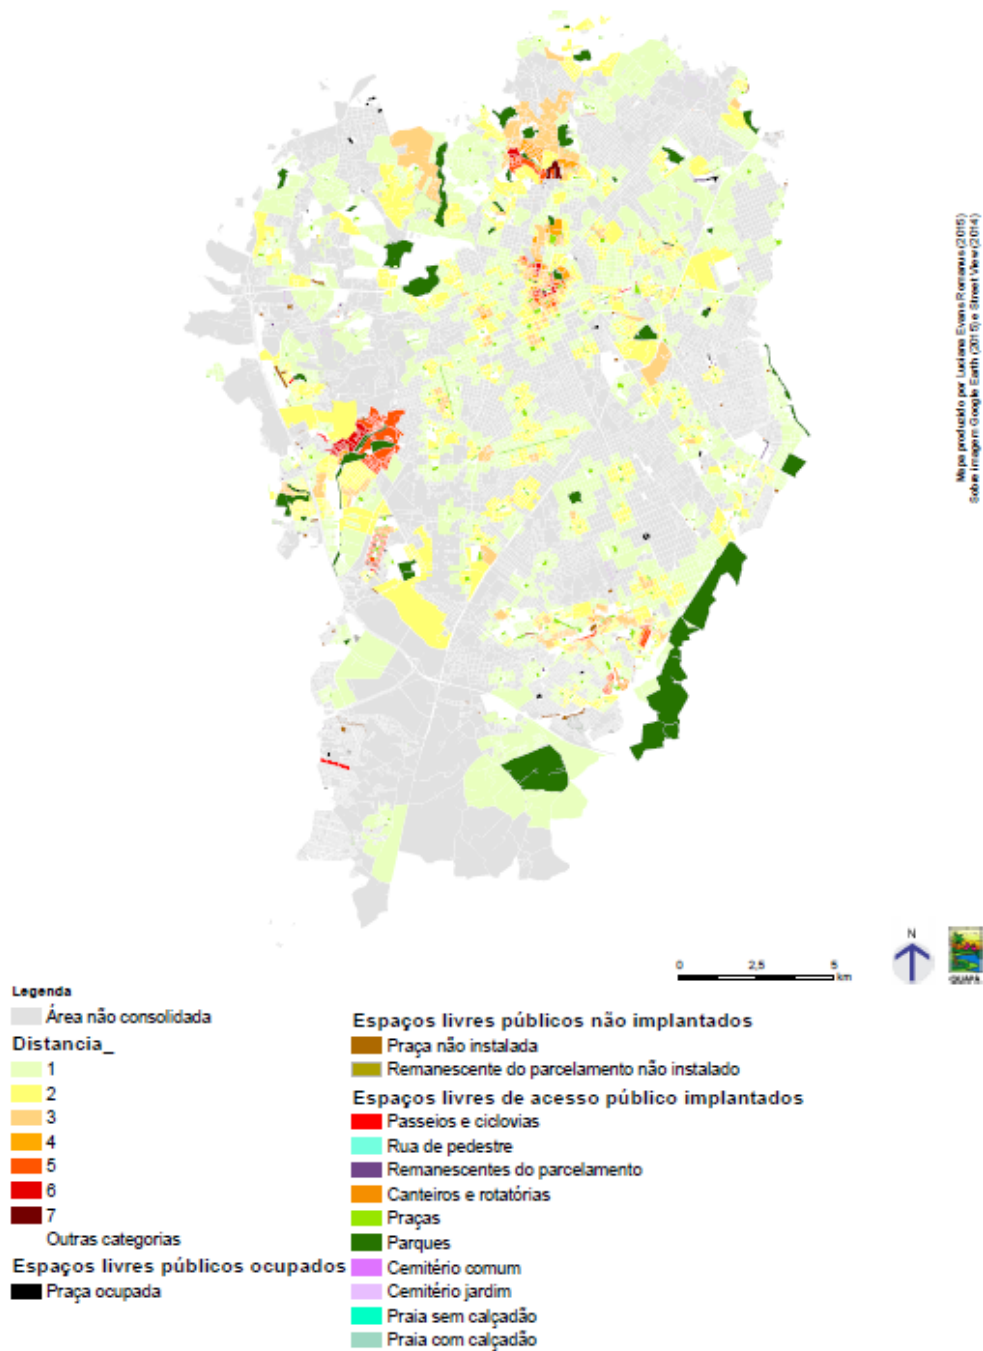 Mapa produzido por Luciana Evans Romanus (2015)
Sobre imagem Google Earth (2015) e Street View (2014)
N
0 2,5 5
km
QUAPÁ
Legenda
Área não consolidada
Distancia_
1
2
3
4
5
6
7
Outras categorias
Espaços livres públicos ocupados
Praça ocupada
Espaços livres públicos não implantados
Praça não instalada
Remanescente do parcelamento não instalado
Espaços livres de acesso público implantados
Passeios e ciclovias
Rua de pedestre
Remanescentes do parcelamento
Canteiros e rotatórias
Praças
Parques
Cemitério comum
Cemitério jardim
Praia sem calçadão
Praia com calçadão